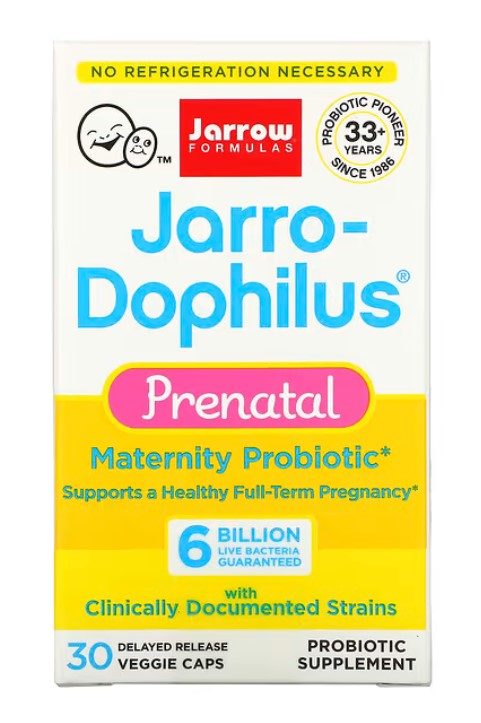 NO REFRIGERATION NECESSARY
TM
Jarrow
FORMULAS
PROBIOTIC PIONEER
33+
YEARS
SINCE 1986
Jarro-
Dophilus®
Prenatal
Maternity Probiotic*
Supports a Healthy Full-Term Pregnancy*
6 BILLION
LIVE BACTERIA
GUARANTEED
with
Clinically Documented Strains
30 DELAYED RELEASE
VEGGIE CAPS
PROBIOTIC
SUPPLEMENT